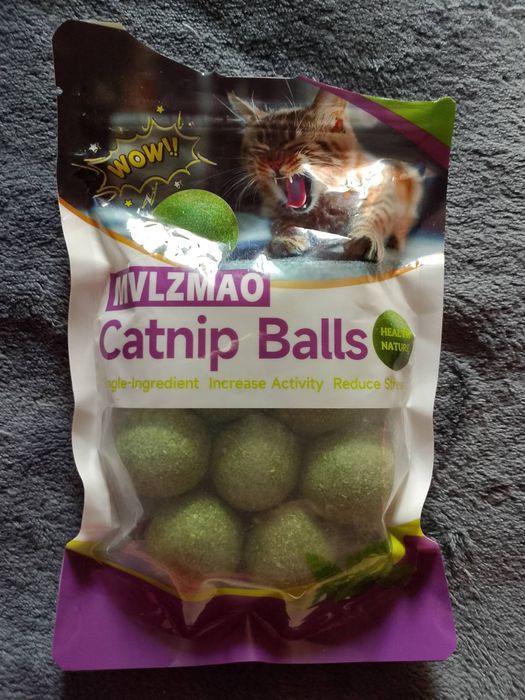 WOW!!
MVLZMAO
Catnip Balls
HEALTH
NATURE
Increase Activity Reduce